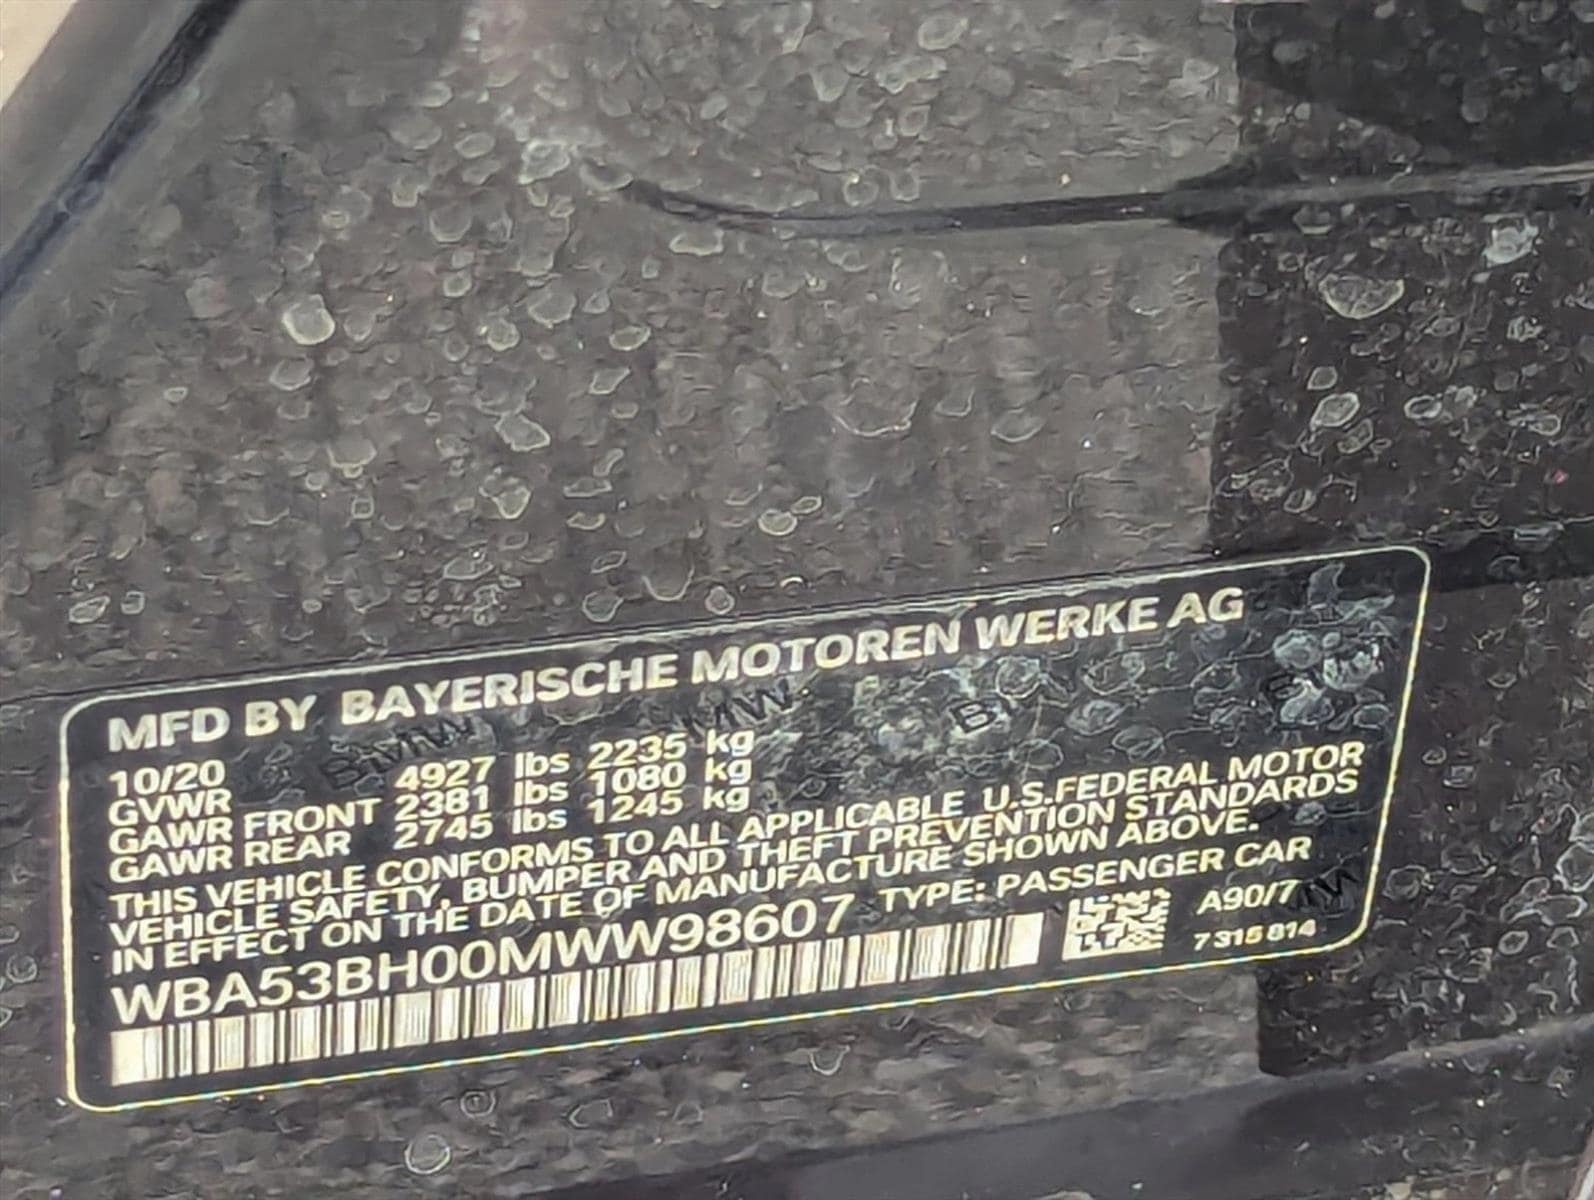 MFD BY BAYERISCHE MOTOREN WERKE AG
10/20
GVWR 4927 lbs 2235 kg
GAWR FRONT 2381 lbs 1080 kg
GAWR REAR 2745 lbs 1245 kg
THIS VEHICLE CONFORMS TO ALL APPLICABLE U.S.FEDERAL MOTOR
VEHICLE SAFETY, BUMPER AND THEFT PREVENTION STANDARDS
IN EFFECT ON THE DATE OF MANUFACTURE SHOWN ABOVE.
WBA53BH00MWW98607 TYPE: PASSENGER CAR
A90/7
7 315 814
BMW